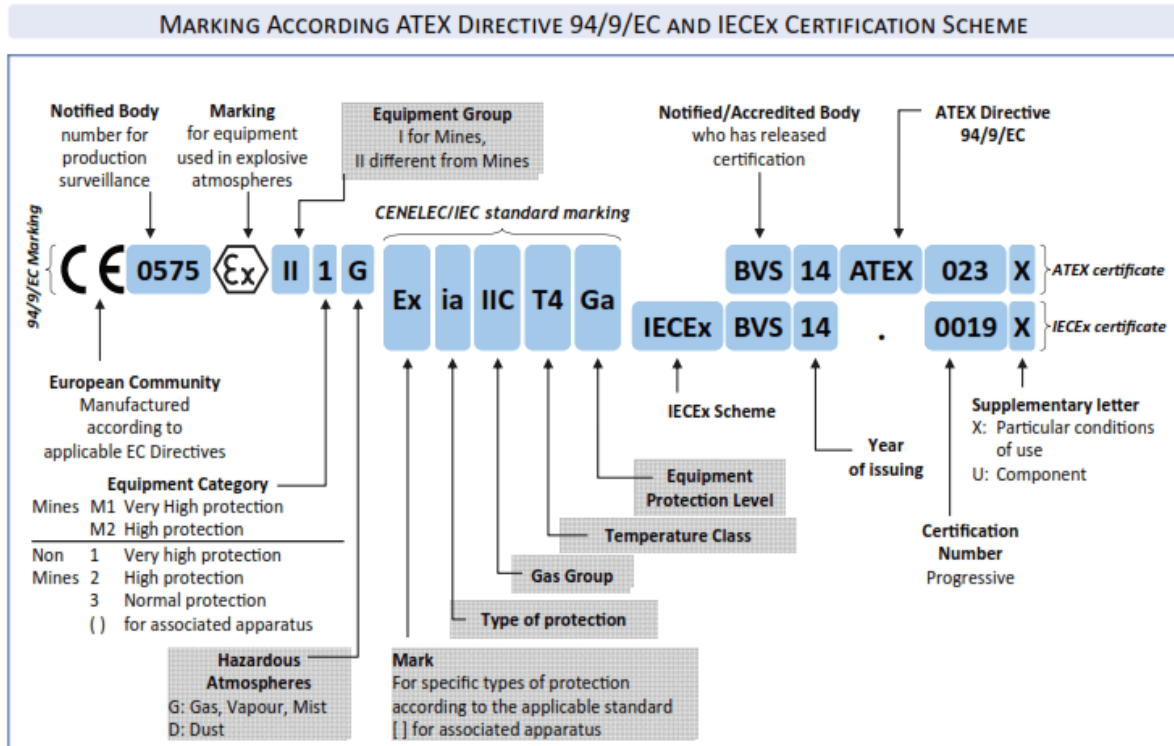 MARKING ACCORDING ATEX DIRECTIVE 94/9/EC AND IECEX CERTIFICATION SCHEME
Notified Body
number for
production
surveillance
Marking
for equipment
used in explosive
atmospheres
Equipment Group
I for Mines,
II different from Mines
Notified/Accredited Body
who has released
certification
ATEX Directive
94/9/EC
CENELEC/IEC standard marking
94/9/EC Marking
CE 0575 Ex II 1 G
Ex ia IIC T4 Ga
BVS 14 ATEX 023 X
ATEX certificate
IECEx BVS 14 . 0019 X
IECEx certificate
European Community
Manufactured
according to
applicable EC Directives
IECEx Scheme
Year
of issuing
Supplementary letter
X: Particular conditions
of use
U: Component
Equipment Category
Mines M1 Very High protection
M2 High protection
Non 1 Very high protection
Mines 2 High protection
3 Normal protection
( ) for associated apparatus
Equipment
Protection Level
Temperature Class
Gas Group
Type of protection
Certification
Number
Progressive
Hazardous
Atmospheres
G: Gas, Vapour, Mist
D: Dust
Mark
For specific types of protection
according to the applicable standard
[ ] for associated apparatus